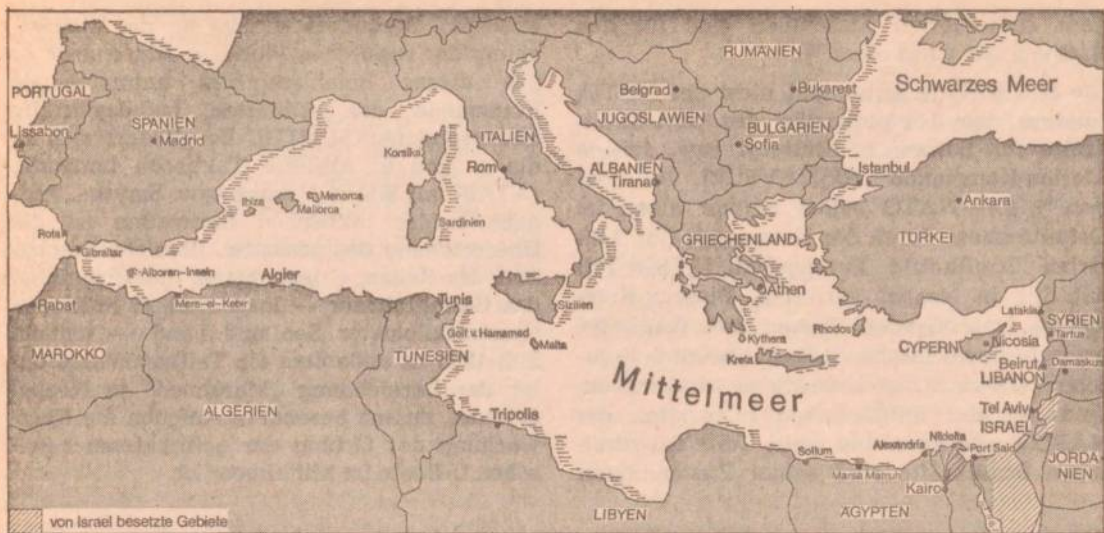 RUMÄNIEN
Schwarzes Meer
PORTUGAL
Belgrad
Bukarest
SPANIEN
JUGOSLAWIEN
BULGARIEN
Lissabon
Madrid
ITALIEN
Sofia
Korsika
Rom
ALBANIEN
Tirana
Istanbul
Menorca
Ibiza
Mallorca
Ankara
Sardinien
Rota
GRIECHENLAND
TÜRKEI
Gibraltar
Alboran-Inseln
Algier
Athen
Mers-el-Kebir
Rabat
Tunis
Sizilien
Rhodos
Latakia
SYRIEN
Golf v. Hamamed
Malta
Kythera
Nicosia
Tartus
MAROKKO
TUNESIEN
Kreta
CYPERN
Beirut
Damaskus
LIBANON
Mittelmeer
ALGERIEN
Tripolis
Tel Aviv
ISRAEL
Alexandria
Nildelta
Port Said
Sollum
Marsa Matruh
JORDA
NIEN
Kairo
LIBYEN
ÄGYPTEN
von Israel besetzte Gebiete